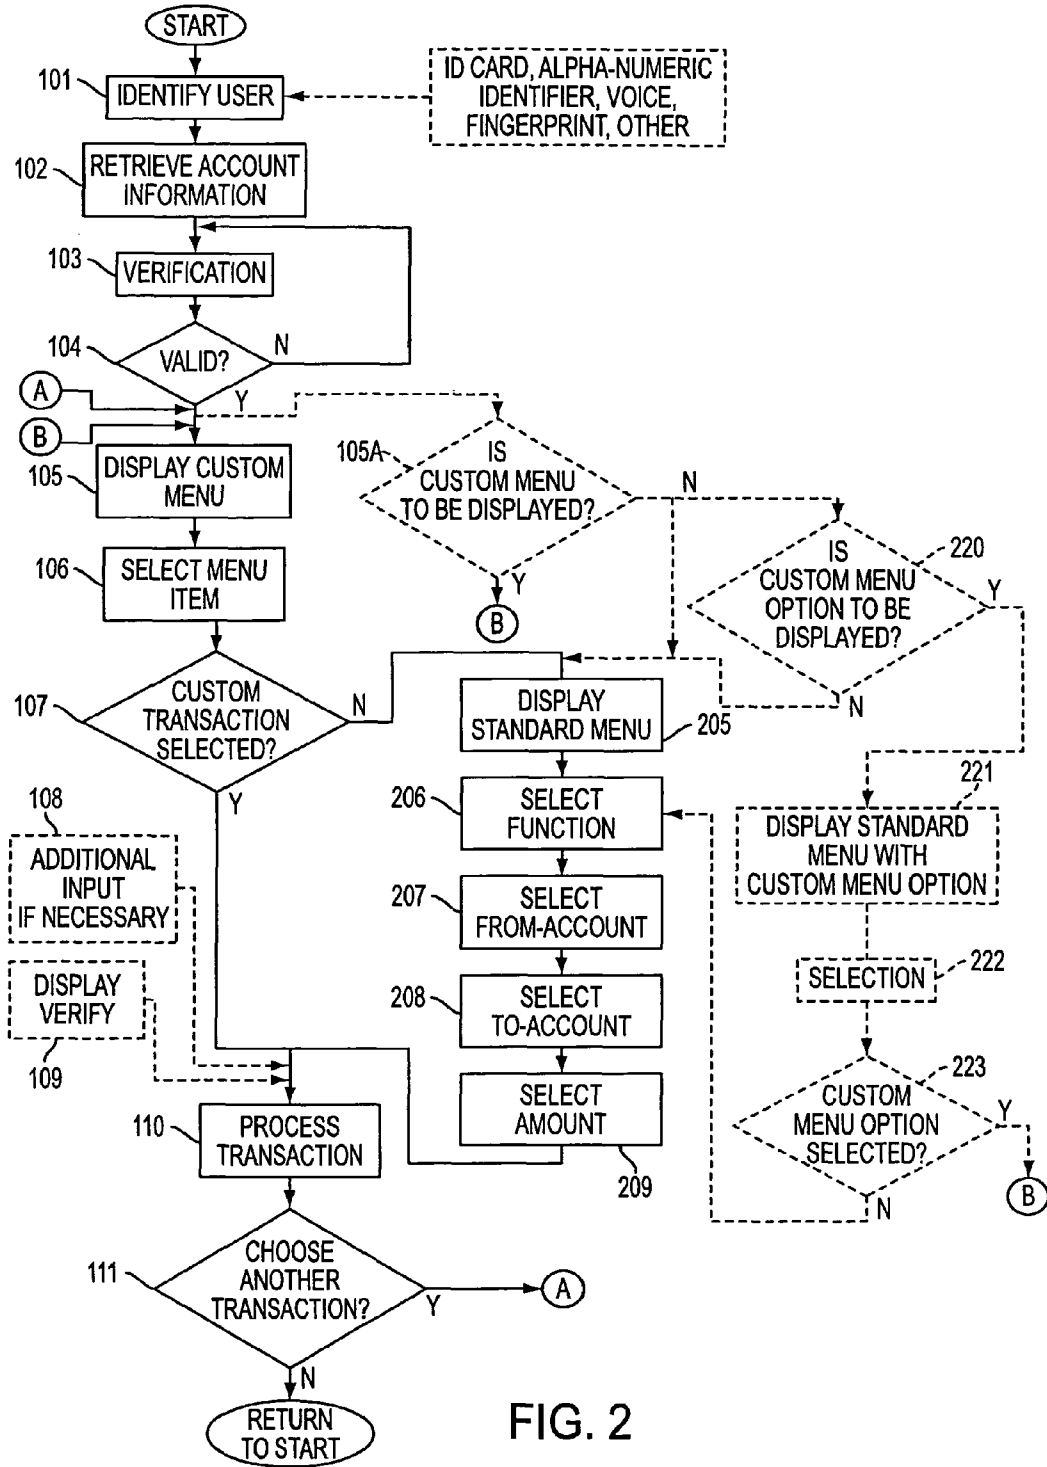 START
101
IDENTIFY USER
ID CARD, ALPHA-NUMERIC
IDENTIFIER, VOICE,
FINGERPRINT, OTHER
102
RETRIEVE ACCOUNT
INFORMATION
103
VERIFICATION
104
VALID?
N
Y
A
B
105
DISPLAY CUSTOM
MENU
105A
IS
CUSTOM MENU
TO BE DISPLAYED?
N
Y
B
106
SELECT MENU
ITEM
220
IS
CUSTOM MENU
OPTION TO BE
DISPLAYED?
Y
N
107
CUSTOM
TRANSACTION
SELECTED?
N
Y
DISPLAY
STANDARD MENU
205
206
SELECT
FUNCTION
221
DISPLAY STANDARD
MENU WITH
CUSTOM MENU OPTION
108
ADDITIONAL
INPUT
IF NECESSARY
207
SELECT
FROM-ACCOUNT
SELECTION
222
DISPLAY
VERIFY
109
208
SELECT
TO-ACCOUNT
223
CUSTOM
MENU OPTION
SELECTED?
Y
N
B
SELECT
AMOUNT
209
110
PROCESS
TRANSACTION
111
CHOOSE
ANOTHER
TRANSACTION?
Y
A
N
RETURN
TO START
FIG. 2